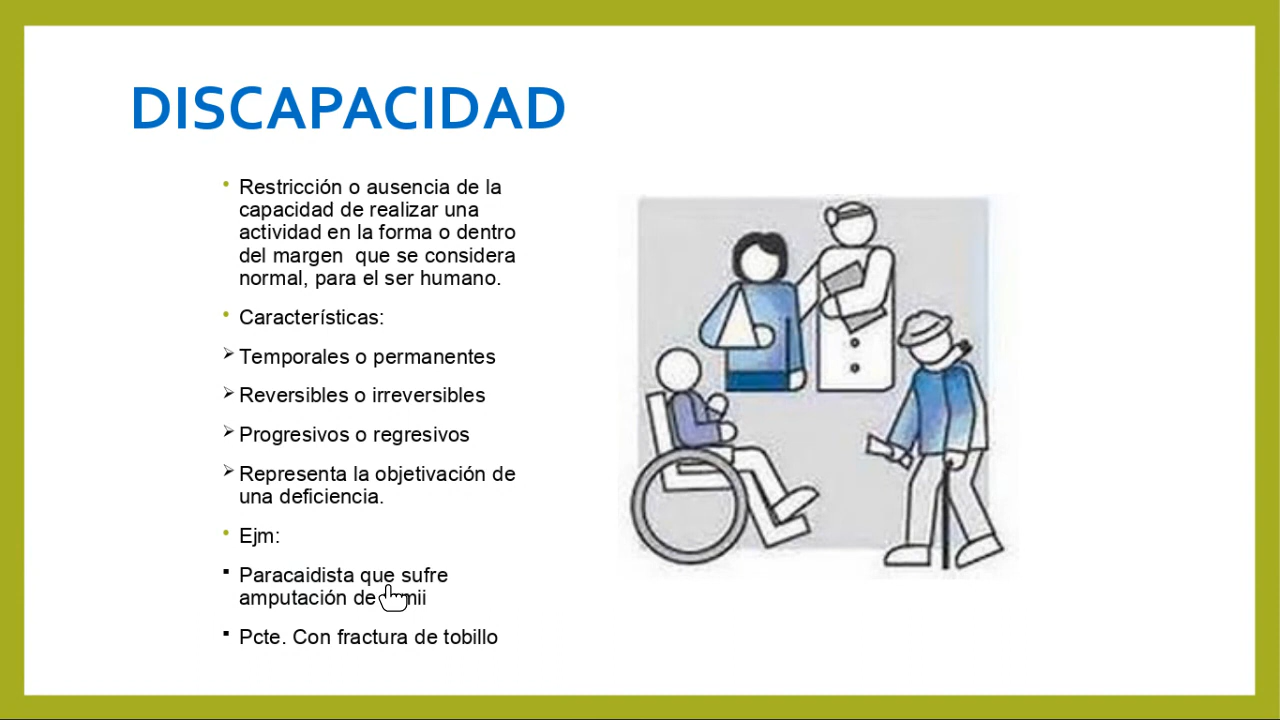 DISCAPACIDAD
• Restricción o ausencia de la
capacidad de realizar una
actividad en la forma o dentro
del margen que se considera
normal, para el ser humano.
• Características:
➢ Temporales o permanentes
➢ Reversibles o irreversibles
➢ Progresivos o regresivos
➢ Representa la objetivación de
una deficiencia.
• Ejm:
▪ Paracaidista que sufre
amputación de
▪ Pcte. Con fractura de tobillo